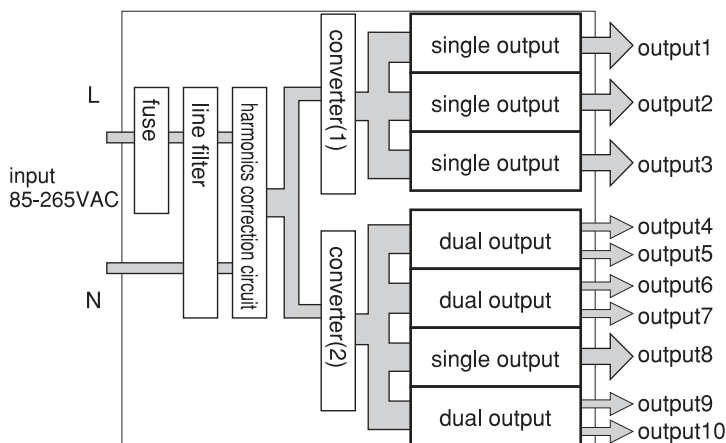 L
input
85-265VAC
N
fuse
line filter
harmonics correction circuit
converter(1)
converter(2)
single output
output1
single output
output2
single output
output3
dual output
output4
output5
dual output
output6
output7
single output
output8
dual output
output9
output10